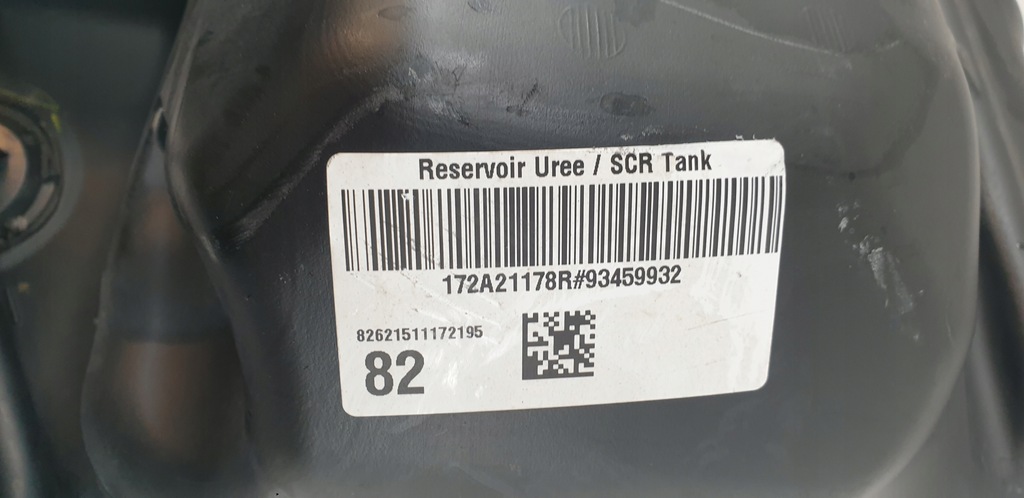 Reservoir Uree / SCR Tank
172A21178R#93459932
82621511172195
82